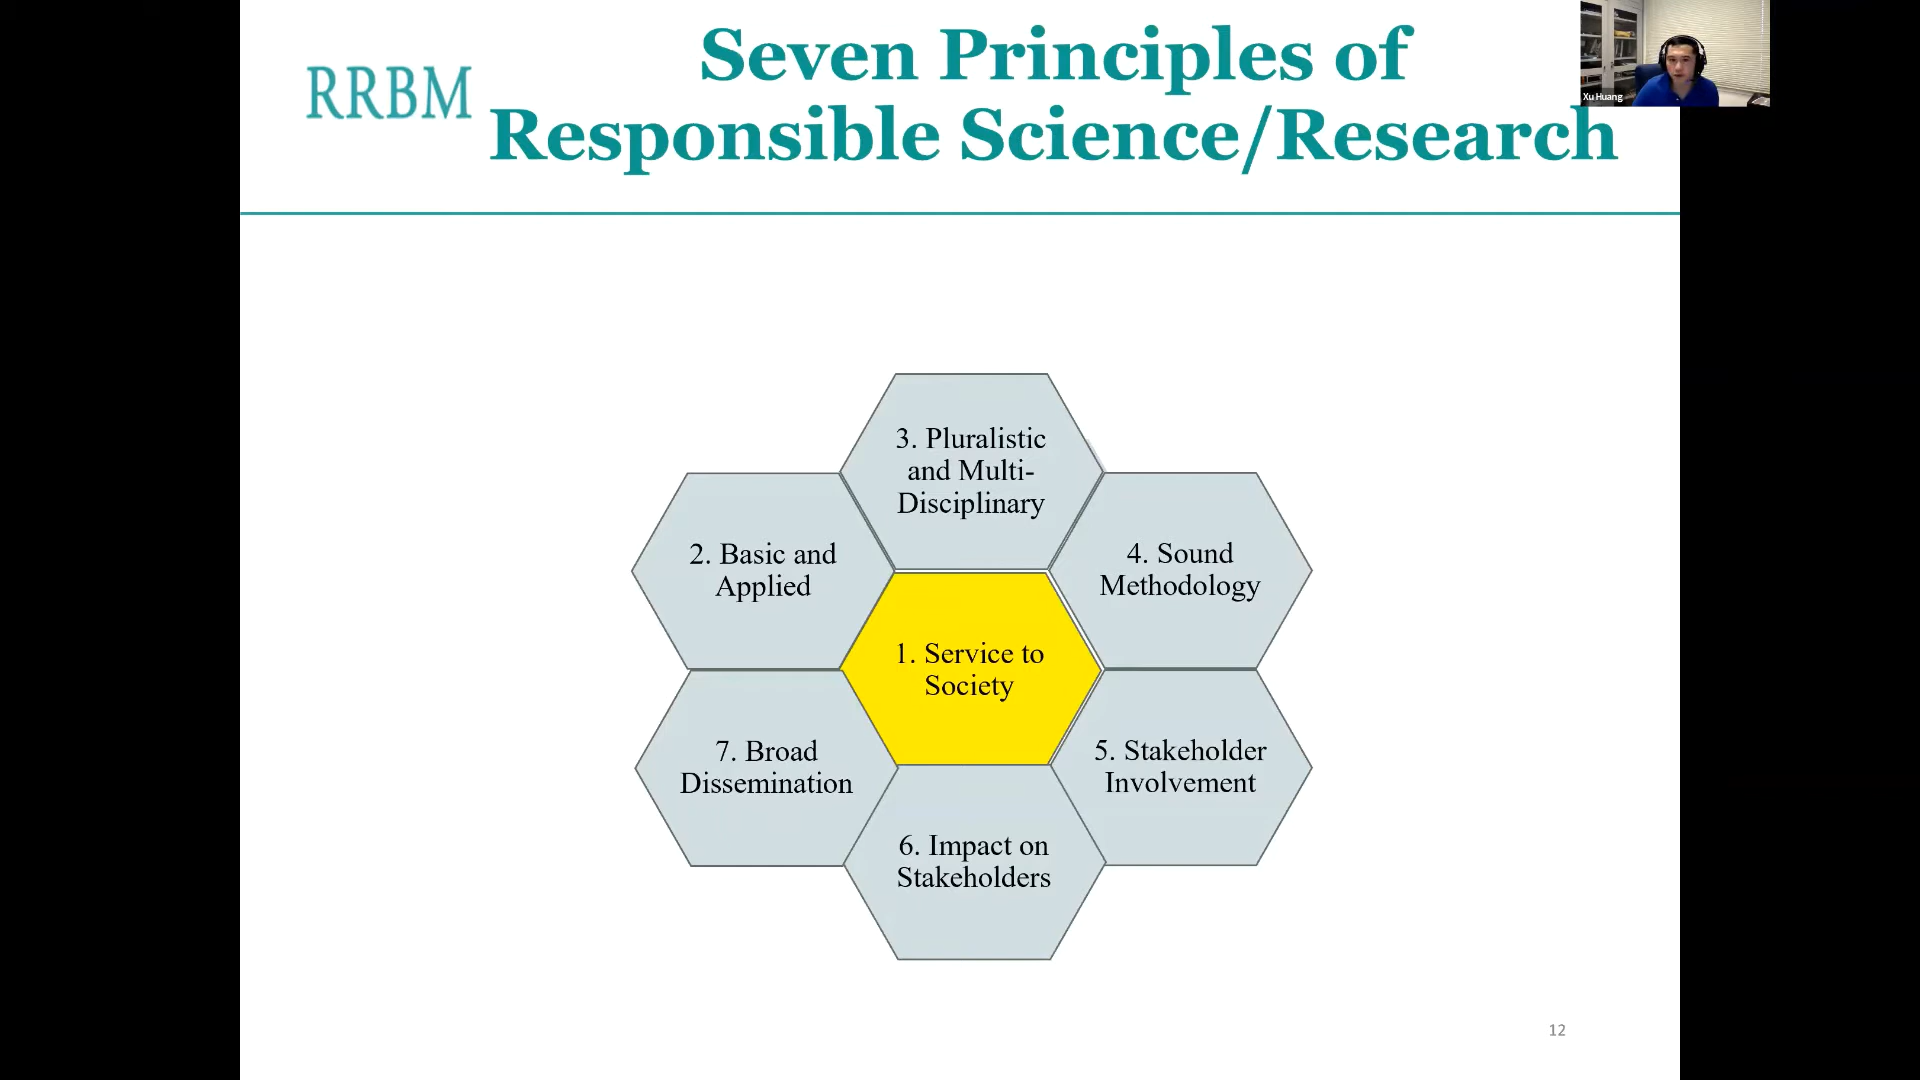 Seven Principles of
RRBM
Responsible Science/Research
Xu Huang
3. Pluralistic
and Multi-
Disciplinary
2. Basic and
Applied
4. Sound
Methodology
1. Service to
Society
7. Broad
Dissemination
5. Stakeholder
Involvement
6. Impact on
Stakeholders
12